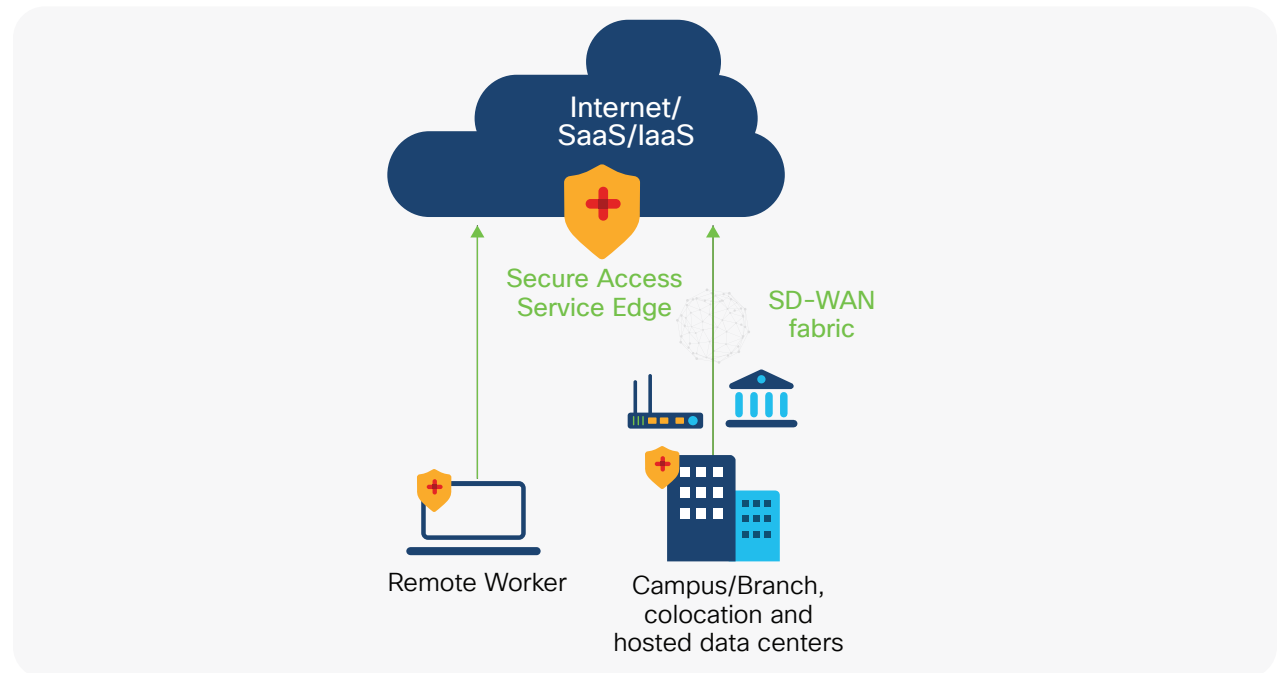 Internet/
SaaS/IaaS
Secure Access
Service Edge
SD-WAN
fabric
Remote Worker
Campus/Branch,
colocation and
hosted data centers